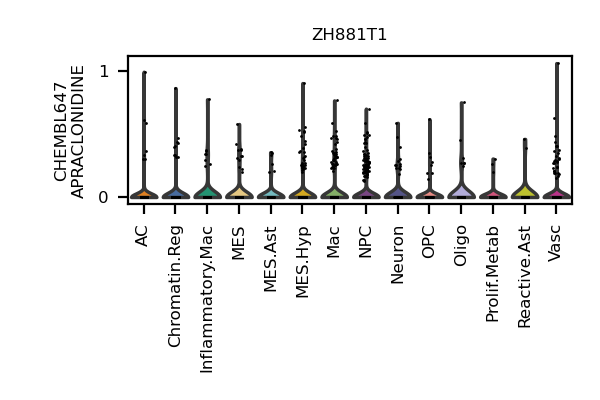 ZH881T1
CHEMBL647
APRACLONIDINE
1
0
AC
Chromatin.Reg
Inflammatory.Mac
MES
MES.Ast
MES.Hyp
Mac
NPC
Neuron
OPC
Oligo
Prolif.Metab
Reactive.Ast
Vasc